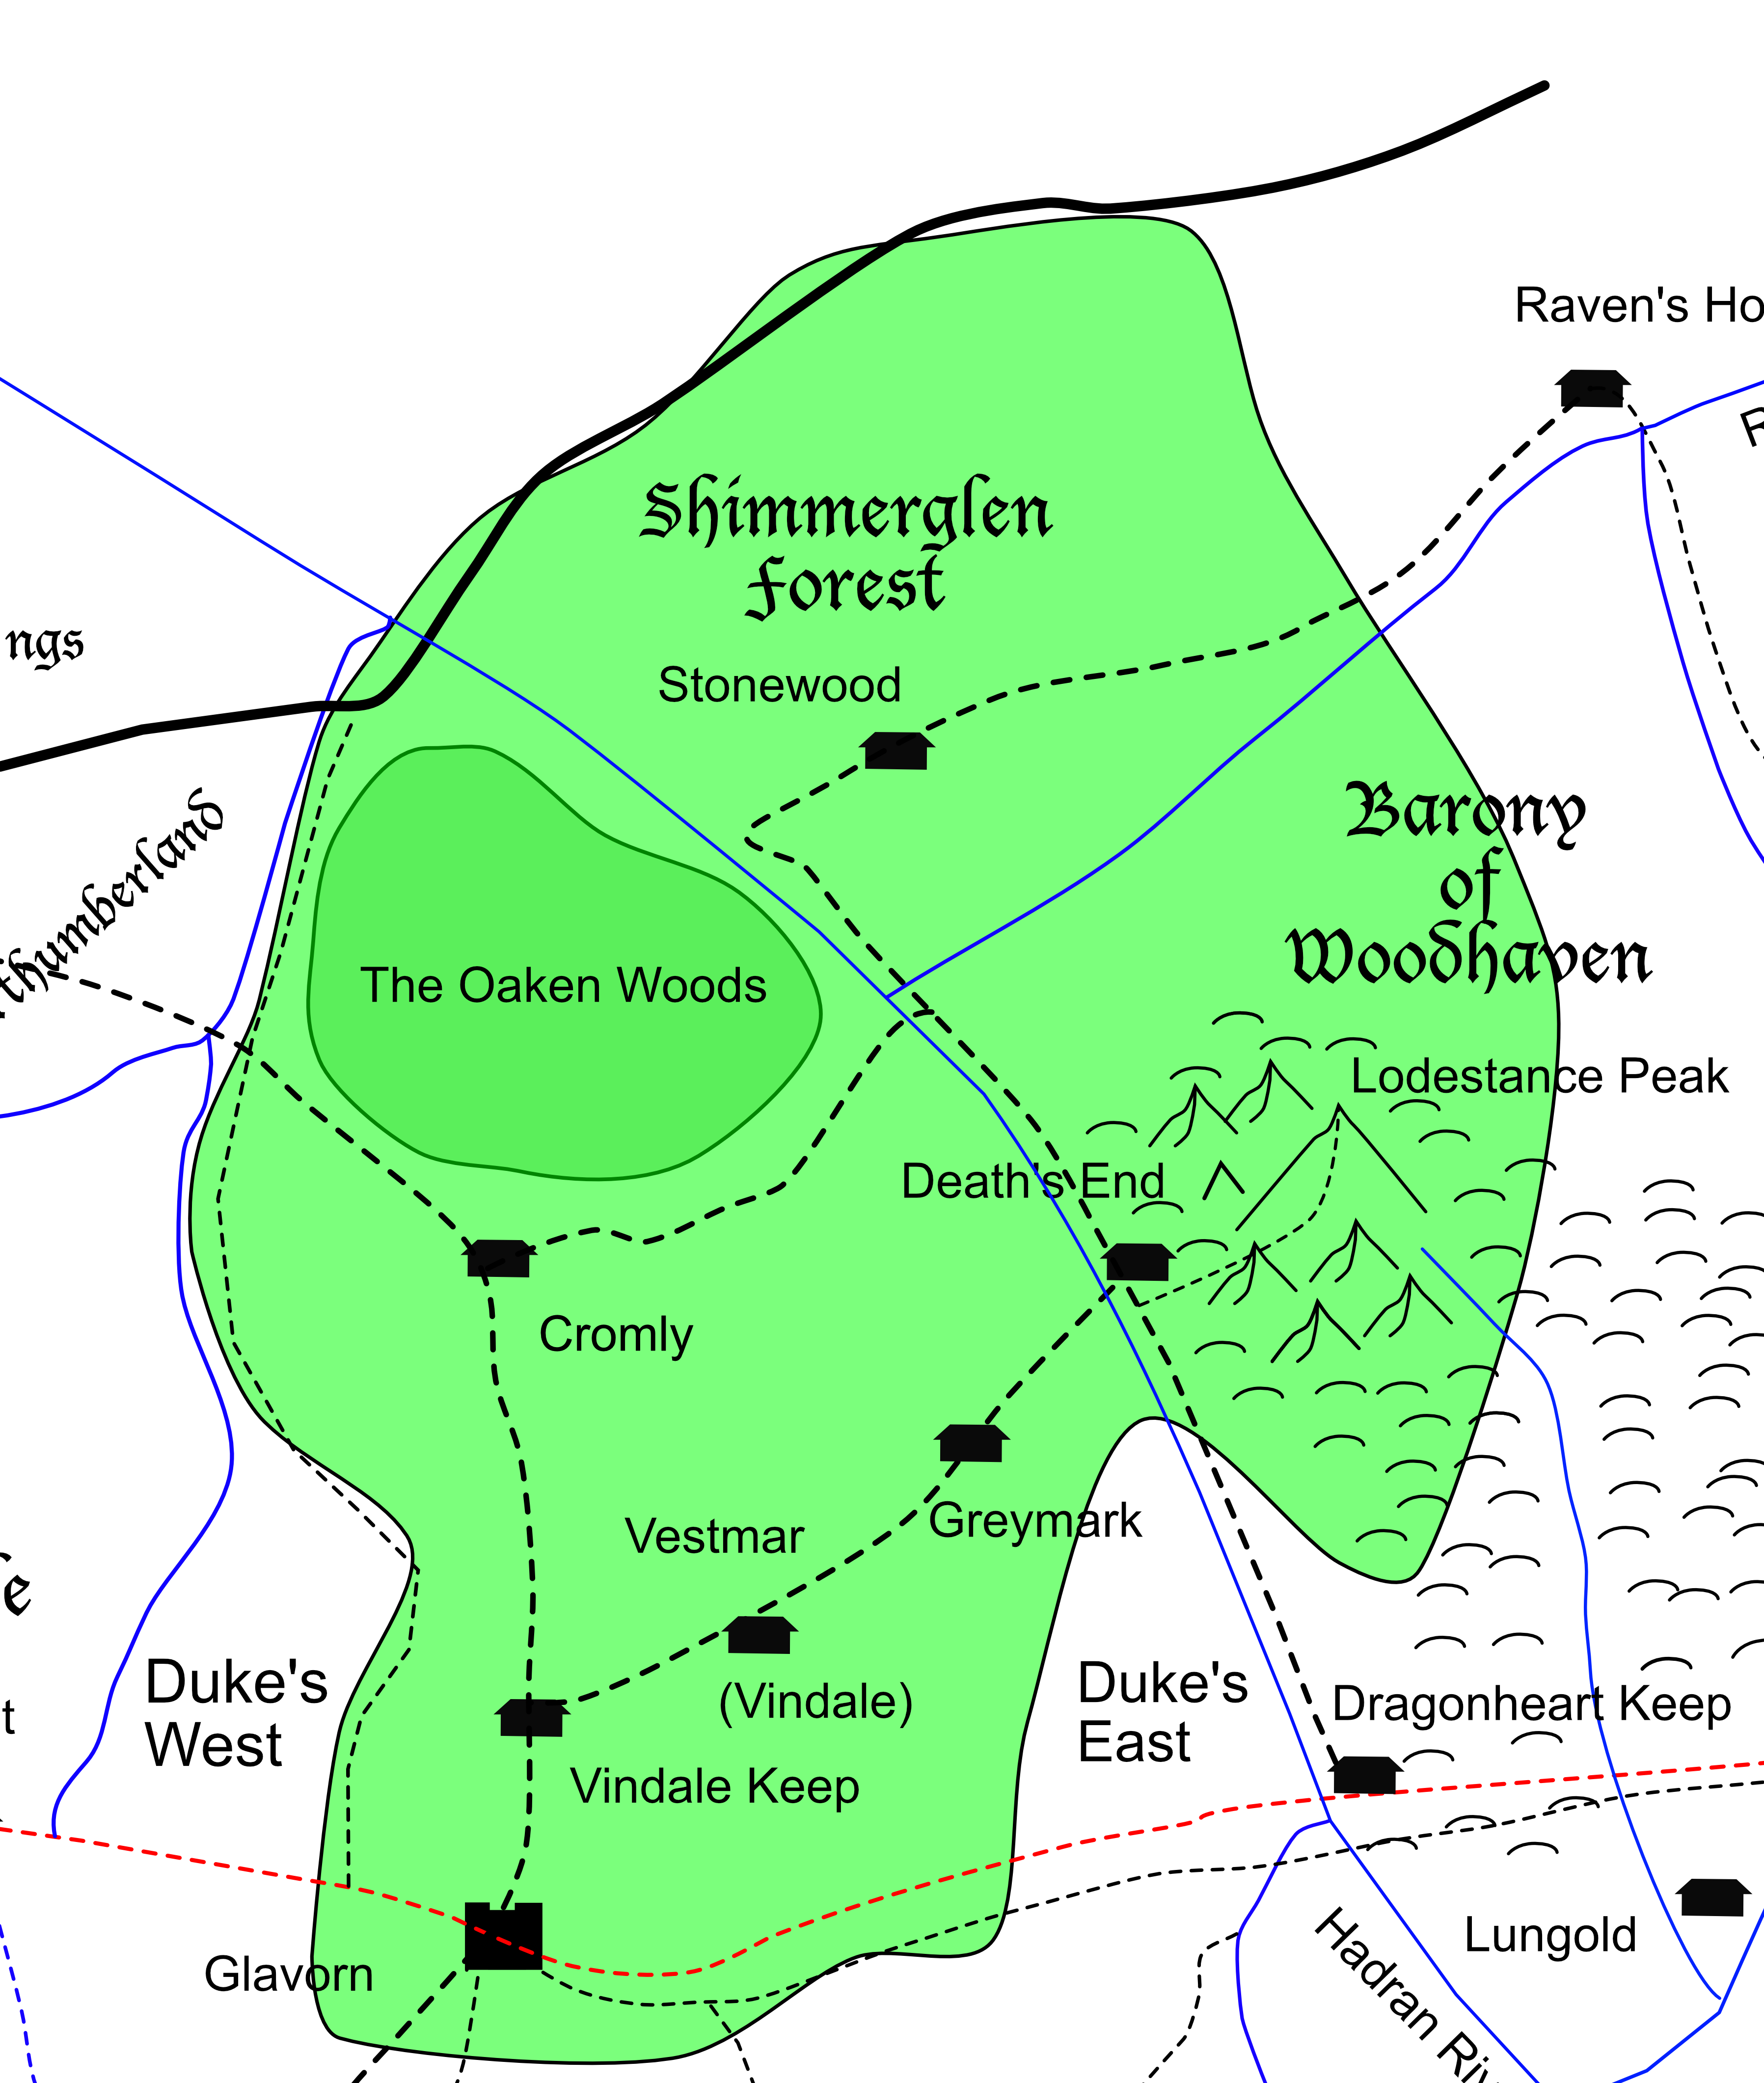 Raven's Ho
Shimmerglen
Forest
ngs
Stonewood
Barony
of
Woodhaven
thumberland
The Oaken Woods
Lodestance Peak
Death's End
Cromly
Greymark
Vestmar
(Vindale)
Duke's
West
Duke's
East
Dragonheart Keep
Vindale Keep
Glavorn
Lungold
Hadran Riv
e
t
R